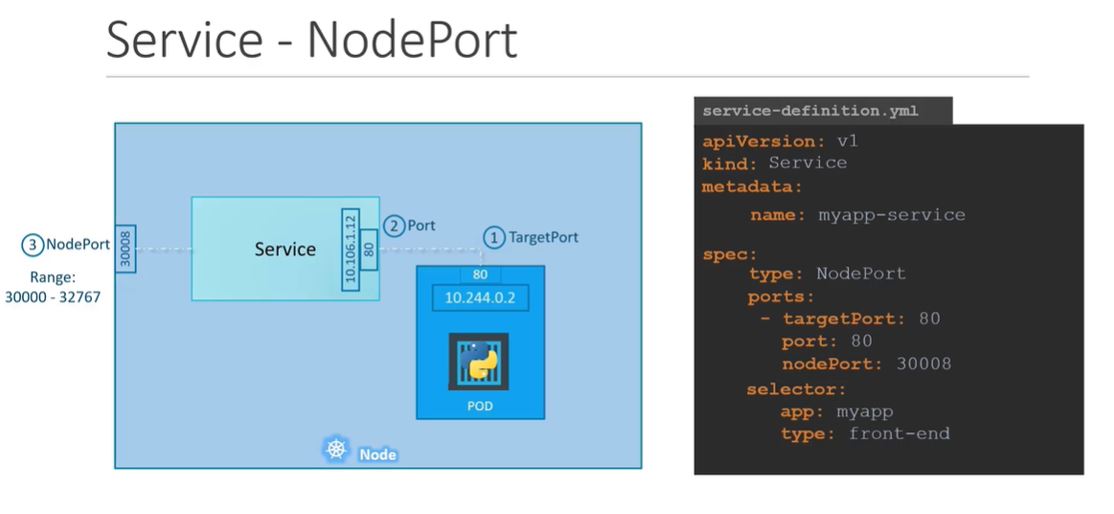 Service - NodePort
30008
3 NodePort
Range:
30000 - 32767
Service
10.106.1.12
80
2 Port
1 TargetPort
80
10.244.0.2
POD
Node
service-definition.yml
apiVersion: v1
kind: Service
metadata:
name: myapp-service
spec:
type: NodePort
ports:
- targetPort: 80
port: 80
nodePort: 30008
selector:
app: myapp
type: front-end